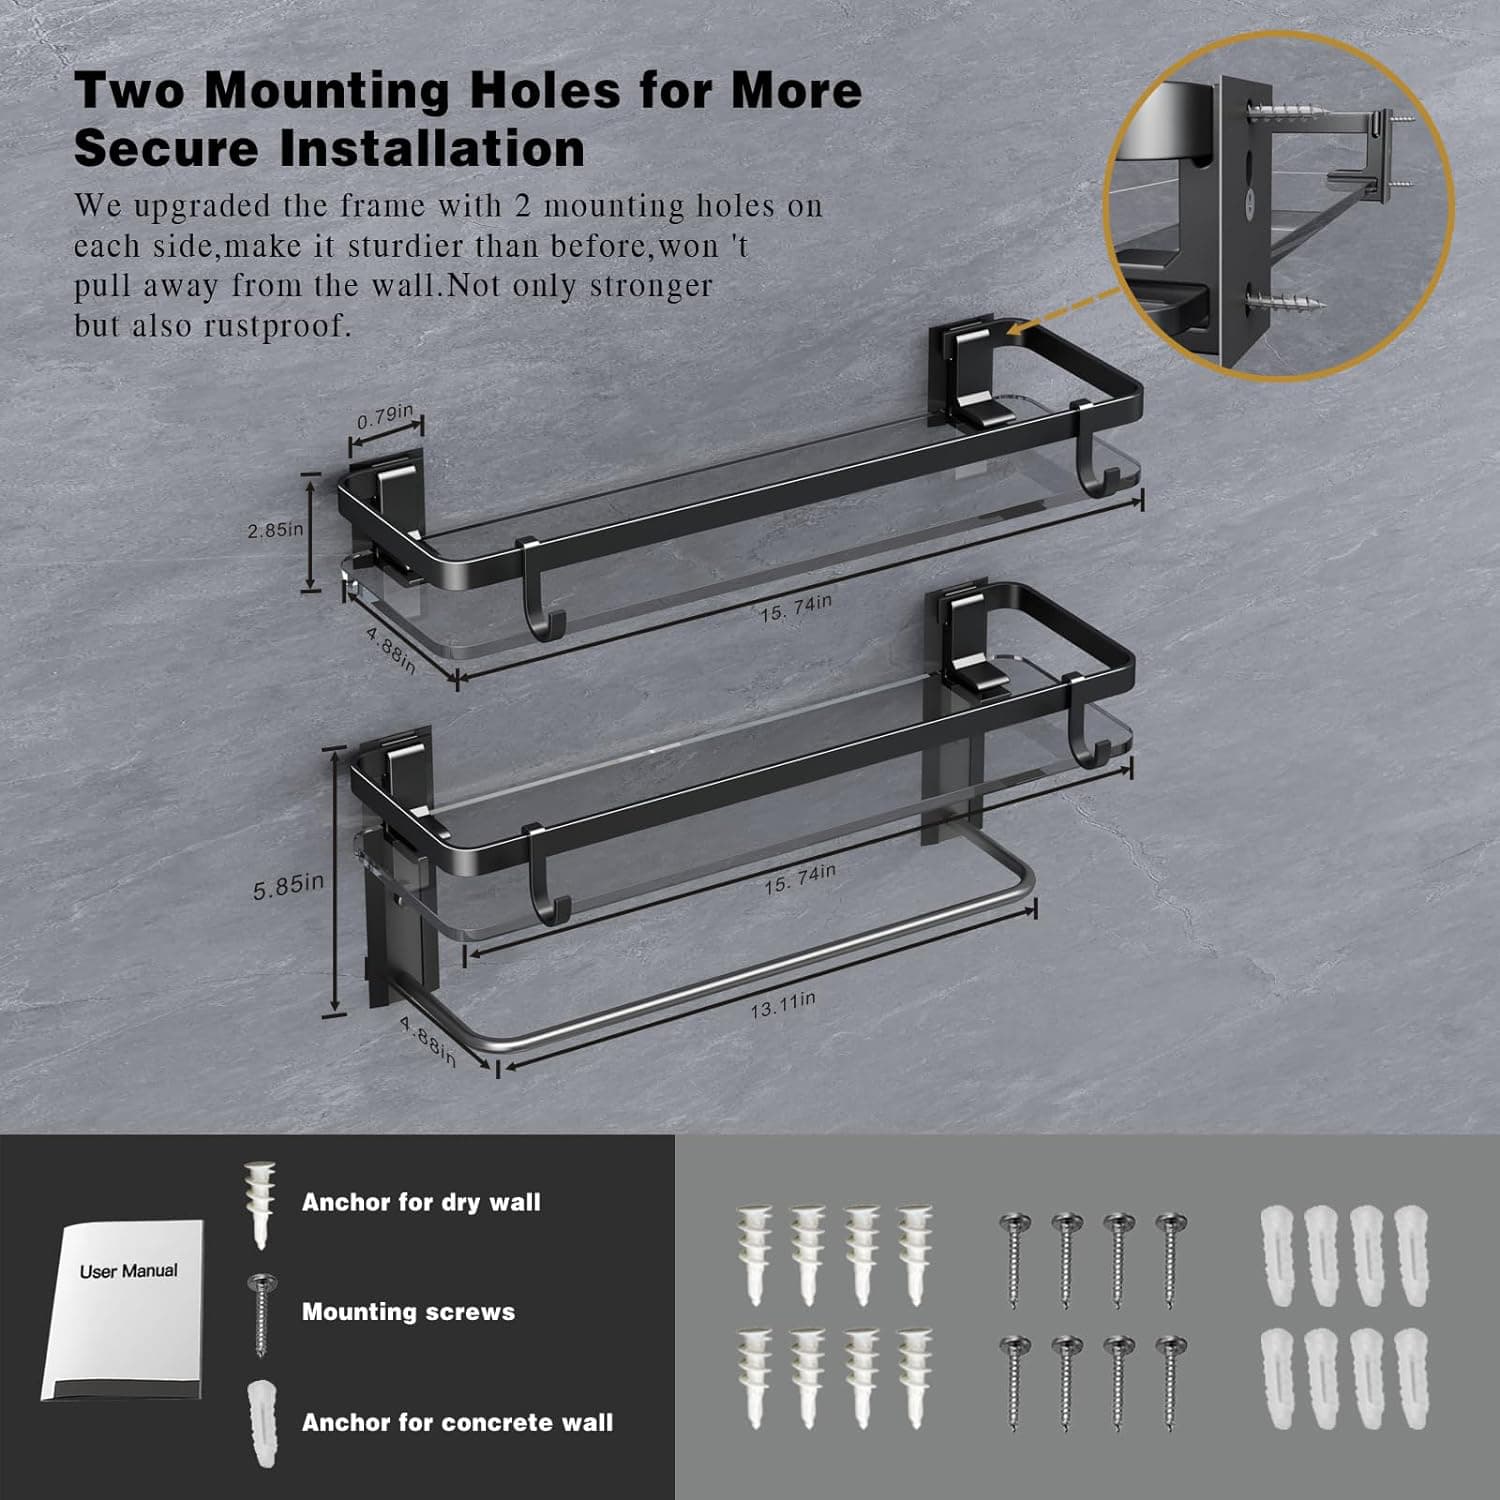 Two Mounting Holes for More
Secure Installation
We upgraded the frame with 2 mounting holes on
each side,make it sturdier than before,won 't
pull away from the wall.Not only stronger
but also rustproof.
0.79in
2.85in
4.88in
15. 74in
5.85in
15. 74in
13.11in
4.88in
User Manual
Anchor for dry wall
Mounting screws
Anchor for concrete wall